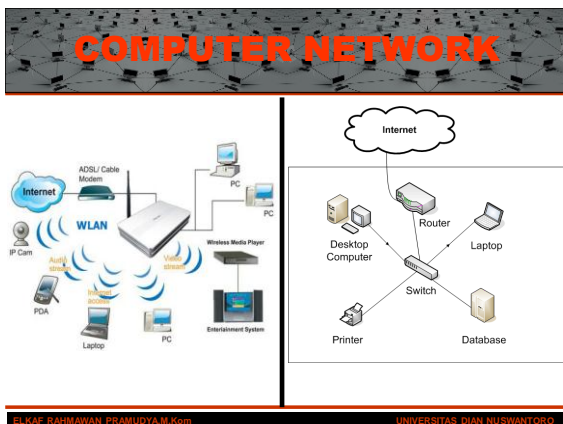 COMPUTER NETWORK
ADSL/ Cable
Modem
Internet
PC
PC
WLAN
IP Cam
Audio
stream
Video
stream
Wireless Media Player
Internet
access
PDA
Laptop
PC
Entertainment System
Internet
Router
Desktop
Computer
Laptop
Switch
Printer
Database
ELKAF RAHMAWAN PRAMUDYA,M.Kom
UNIVERSITAS DIAN NUSWANTORO